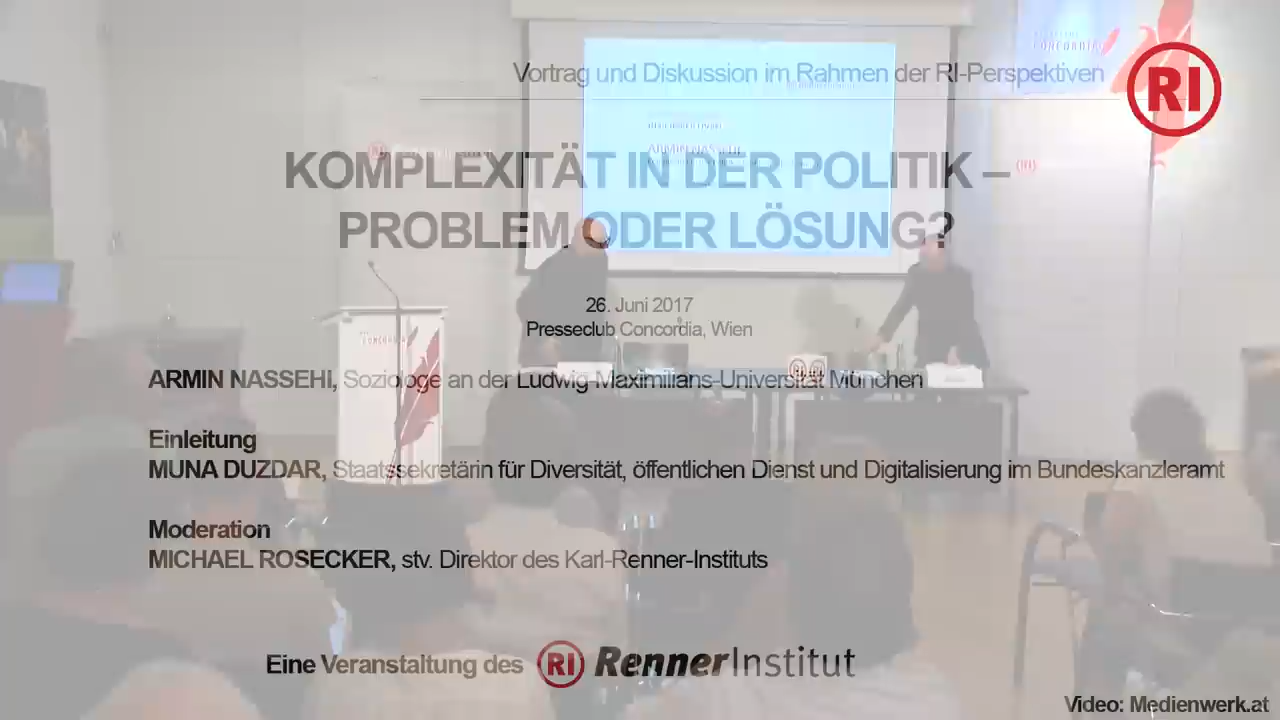 Vortrag und Diskussion im Rahmen der RI-Perspektiven
RI
KOMPLEXITÄT IN DER POLITIK –
PROBLEM ODER LÖSUNG?
26. Juni 2017
Presseclub Concordia, Wien
ARMIN NASSEHI, Soziologe an der Ludwig-Maximilians-Universität München
Einleitung
MUNA DUZDAR, Staatssekretärin für Diversität, öffentlichen Dienst und Digitalisierung im Bundeskanzleramt
Moderation
MICHAEL ROSECKER, stv. Direktor des Karl-Renner-Instituts
Eine Veranstaltung des RI RennerInstitut
Video: Medienwerk.at
CONCORDIA
ARMIN NASSEHI